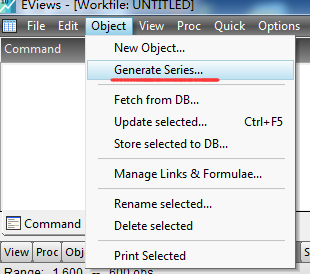 EViews - [Workfile: UNTITLED]
File Edit Object View Proc Quick Options
Command
New Object...
Generate Series...
Fetch from DB...
Update selected... Ctrl+F5
Store selected to DB...
Manage Links & Formulae...
Rename selected...
Delete selected
Print Selected
Command
View Proc Obj
Range: 1 600 -- 600 obs